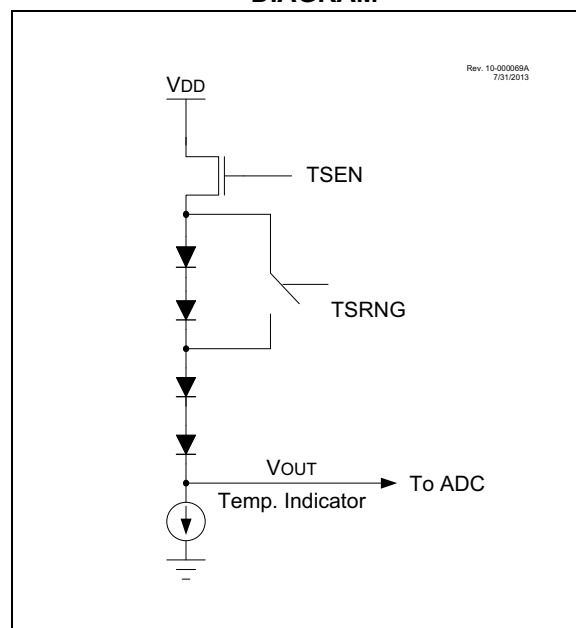 DIAGRAM
Rev. 10-000069A
7/31/2013
VDD
TSEN
TSRNG
VOUT
To ADC
Temp. Indicator